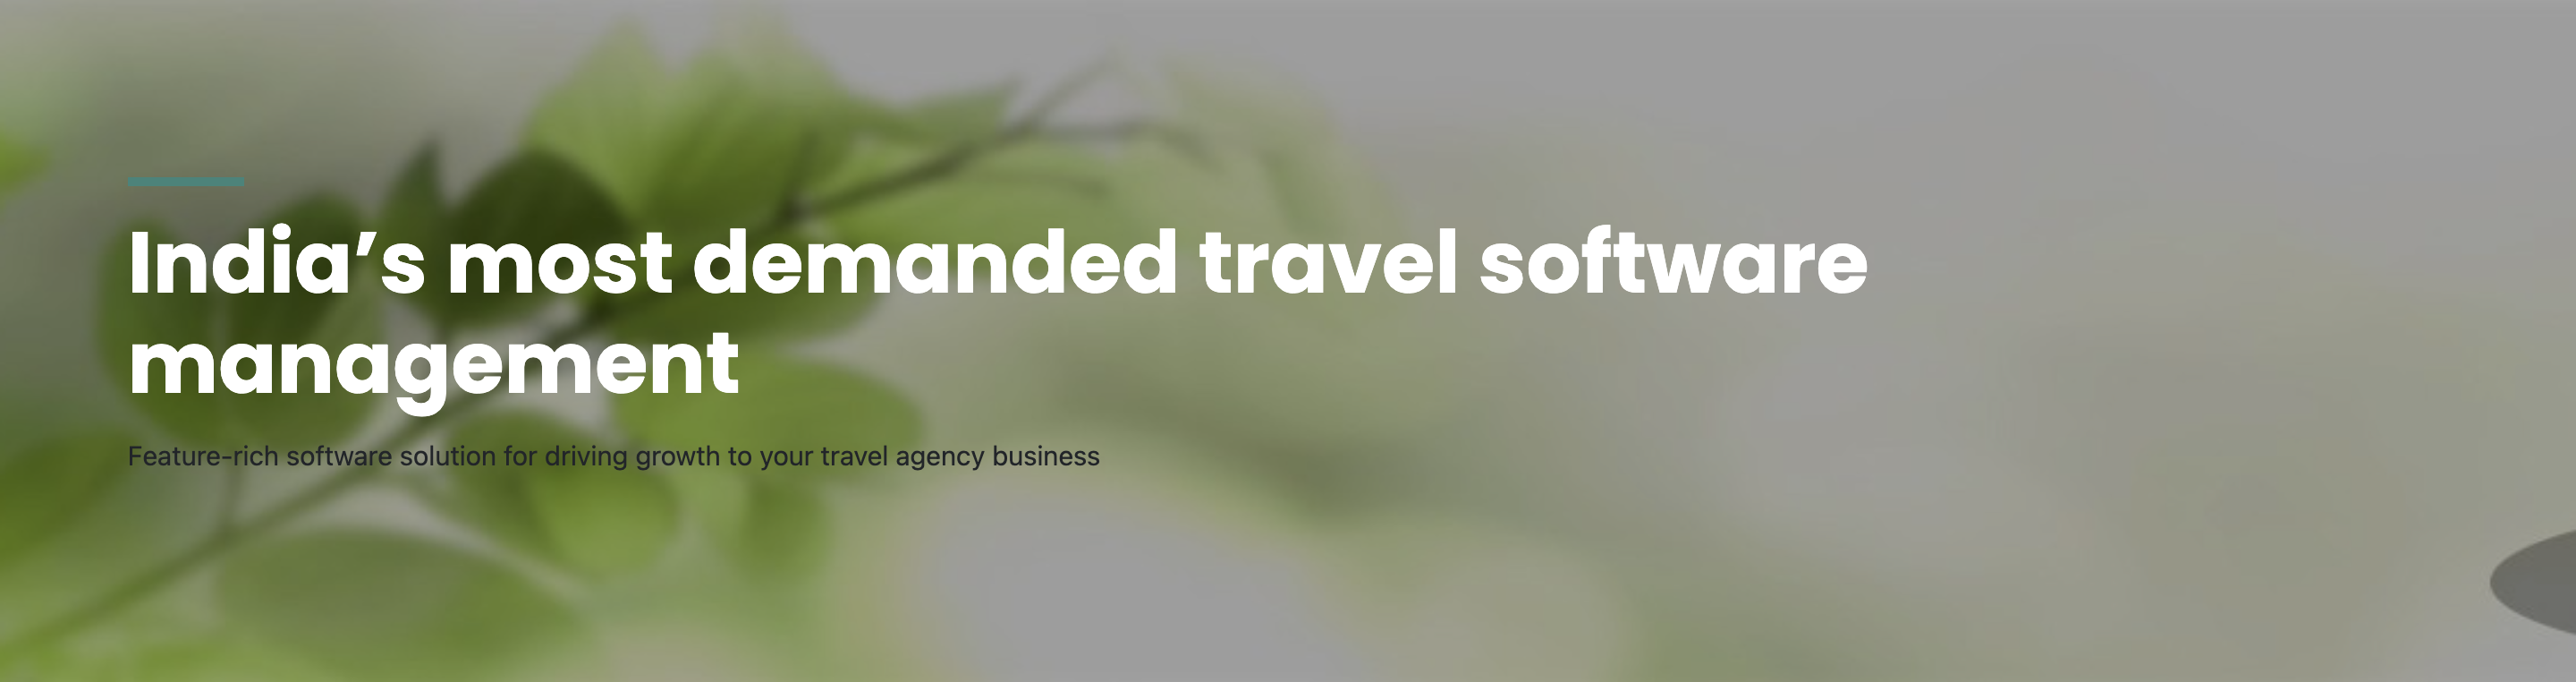 India’s most demanded travel software
management
Feature-rich software solution for driving growth to your travel agency business